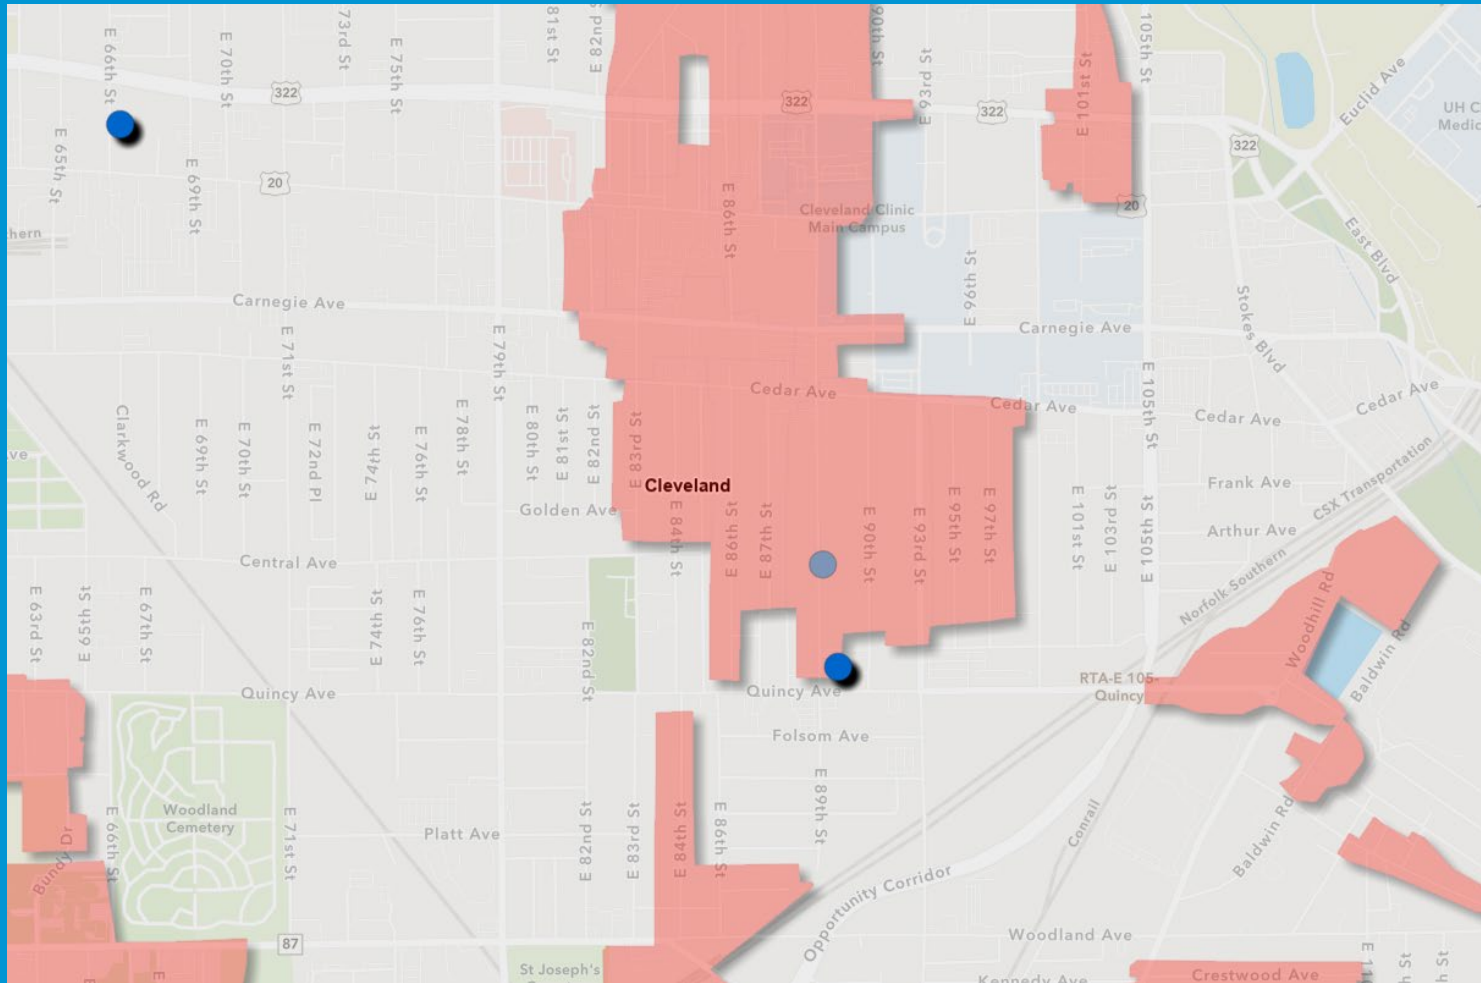 E 66th St
E 70th St
73rd St
E 75th St
81st St
E 82nd S
90th St
E 93rd St
E 101st St
105th St
Euclid Ave
UH C
Medic
322
322
322
322
E 65th St
E 69th St
20
20
E 86th St
Cleveland Clinic
Main Campus
hern
E 96th St
East Blvd
Stokes Blvd
Carnegie Ave
Carnegie Ave
E 71st St
E 79th St
E 105th St
Cedar Ave
Cedar Ave
Cedar Ave
Cedar Ave
Clarkwood Rd
E 69th St
E 70th St
E 72nd Pl
E 74th St
E 76th St
E 78th St
E 80th St
E 81st St
E 82nd St
E 83rd St
ve
Cleveland
Golden Ave
E 84th St
E 86th St
E 87th St
E 90th St
E 93rd St
E 95th St
E 97th St
E 101st St
E 103rd St
E 105th St
Frank Ave
CSX Transportation
Arthur Ave
Central Ave
Norfolk Southern
E 63rd St
E 65th St
E 67th St
E 74th St
E 76th St
E 82nd St
Woodhill Rd
Baldwin Rd
RTA-E 105-
Quincy
Quincy Ave
Quincy Ave
Folsom Ave
Woodland
Cemetery
E 66th St
E 71st St
Platt Ave
E 82nd St
E 83rd St
E 84th St
E 86th St
E 89th St
Conrail
Baldwin Rd
Bundy Dr
Opportunity Corridor
87
Woodland Ave
St Joseph's
Kennedy Ave
Crestwood Ave
E
E
E 11
h St
h St